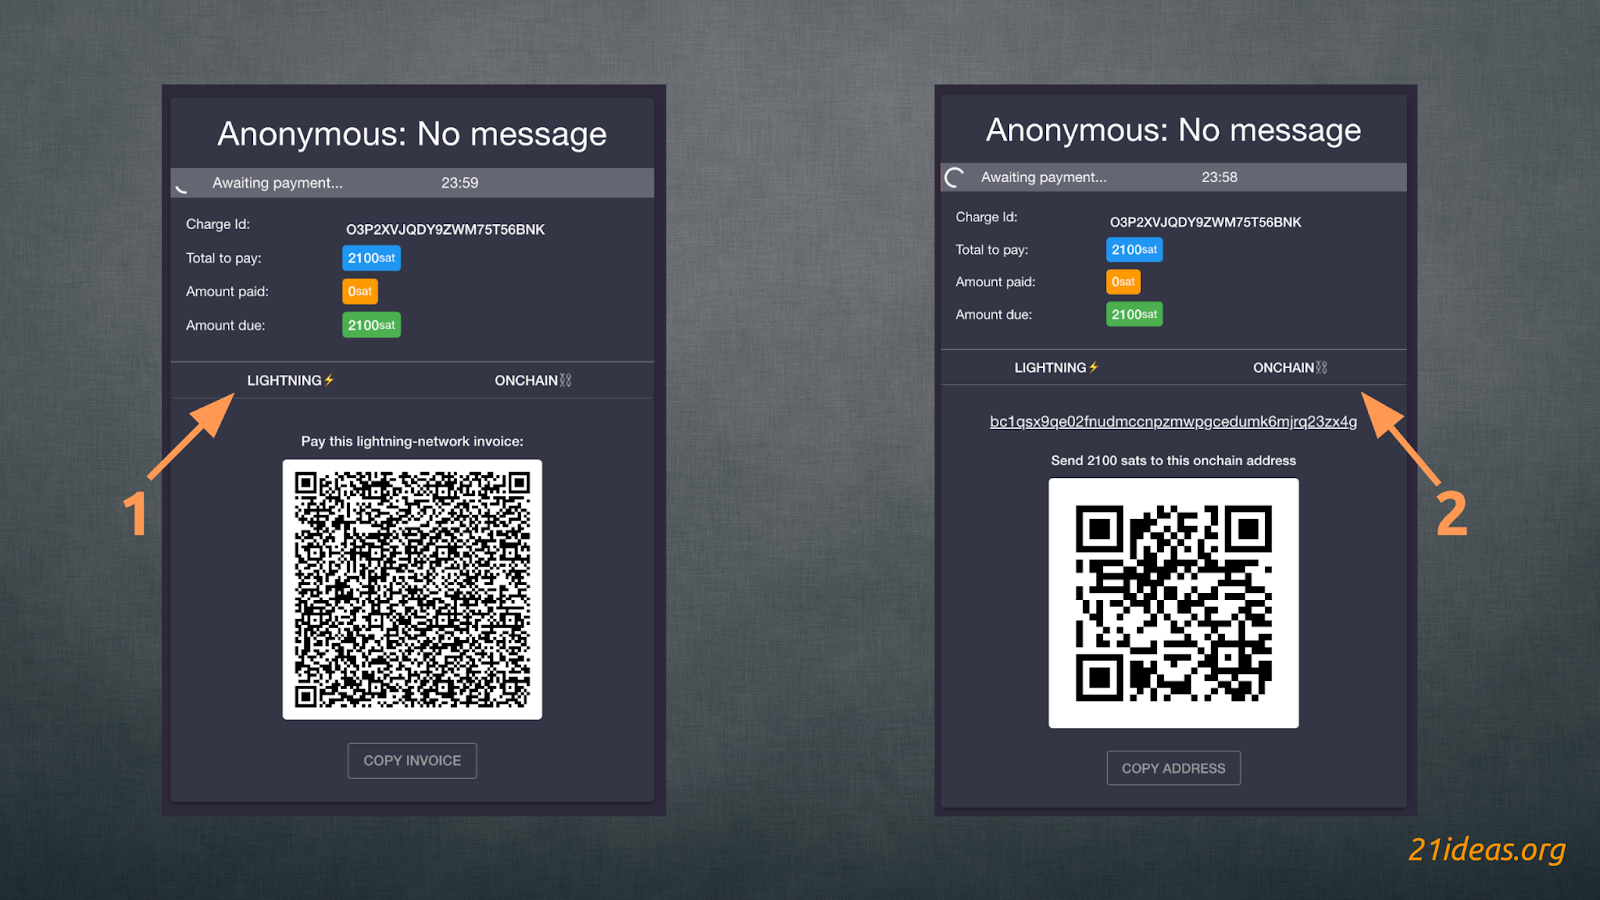 Anonymous: No message
Awaiting payment... 23:59
Charge Id: O3P2XVJQDY9ZWM75T56BNK
Total to pay: 2100sat
Amount paid: 0sat
Amount due: 2100sat
LIGHTNING⚡ ONCHAIN⛓
Pay this lightning-network invoice:
COPY INVOICE
1
Anonymous: No message
Awaiting payment... 23:58
Charge Id: O3P2XVJQDY9ZWM75T56BNK
Total to pay: 2100sat
Amount paid: 0sat
Amount due: 2100sat
LIGHTNING⚡ ONCHAIN⛓
bc1qsx9qe02fnudmccnpzmwpgcedumk6mjrq23zx4g
Send 2100 sats to this onchain address
COPY ADDRESS
2
21ideas.org